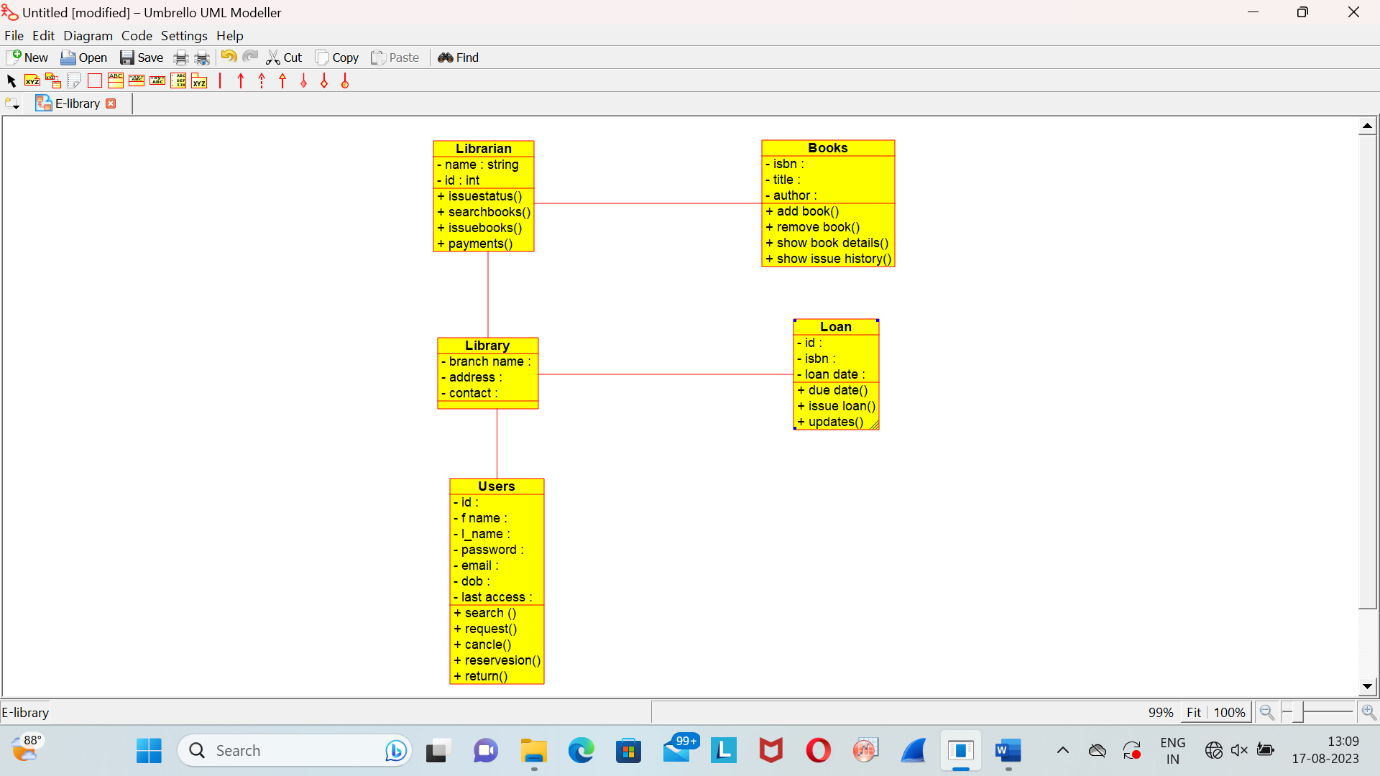 Untitled [modified] – Umbrello UML Modeller
File Edit Diagram Code Settings Help
New Open Save Cut Copy Paste Find
E-library
Librarian
- name : string
- id : int
+ issuestatus()
+ searchbooks()
+ issuebooks()
+ payments()
Books
- isbn :
- title :
- author :
+ add book()
+ remove book()
+ show book details()
+ show issue history()
Library
- branch name :
- address :
- contact :
Loan
- id :
- isbn :
- loan date :
+ due date()
+ issue loan()
+ updates()
Users
- id :
- f name :
- l_name :
- password :
- email :
- dob :
- last access :
+ search ()
+ request()
+ cancle()
+ reservesion()
+ return()
E-library
99% Fit 100%
88°
Search
99+
L
W
ENG
IN
13:09
17-08-2023